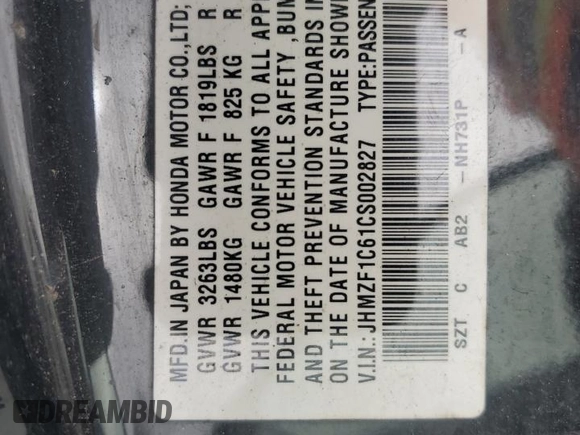 MFD. IN JAPAN BY HONDA MOTOR CO.,LTD;
GVWR 3263LBS GAWR F 1819LBS R
GVWR 1480KG GAWR F 825 KG R
THIS VEHICLE CONFORMS TO ALL APP
FEDERAL MOTOR VEHICLE SAFETY ,BUN
AND THEFT PREVENTION STANDARDS I
ON THE DATE OF MANUFACTURE SHOWN
V.I.N.: JHMZF1C61CS002827 TYPE:PASSEN
SZT C AB2 -NH731P -A
DREAMBID